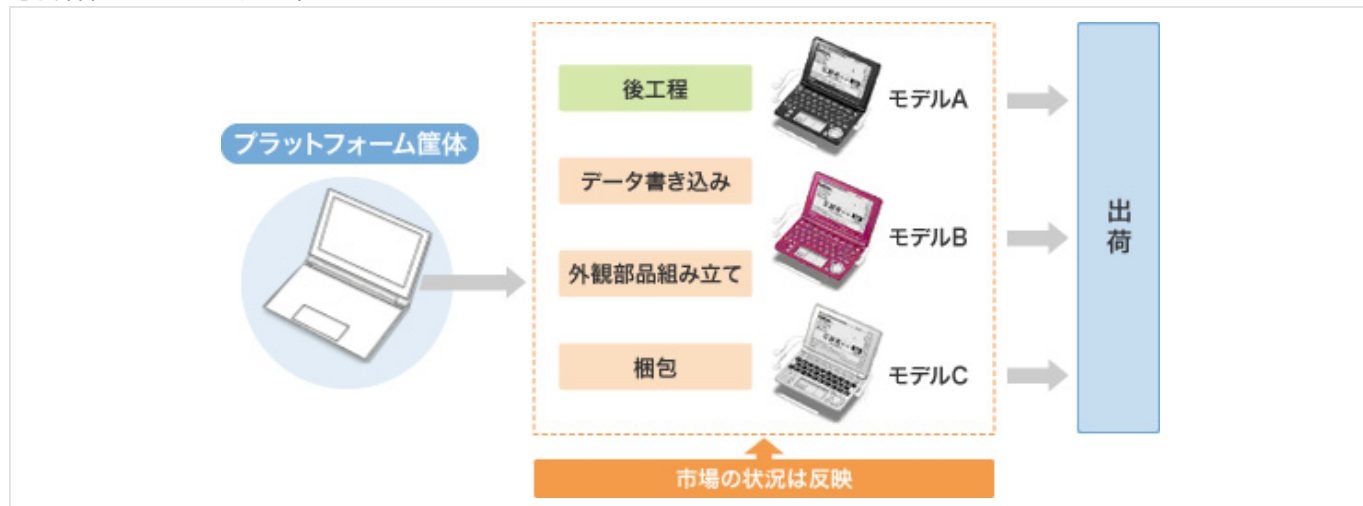 プラットフォーム筐体
後工程
データ書き込み
外観部品組み立て
梱包
モデルA
モデルB
モデルC
出荷
市場の状況は反映